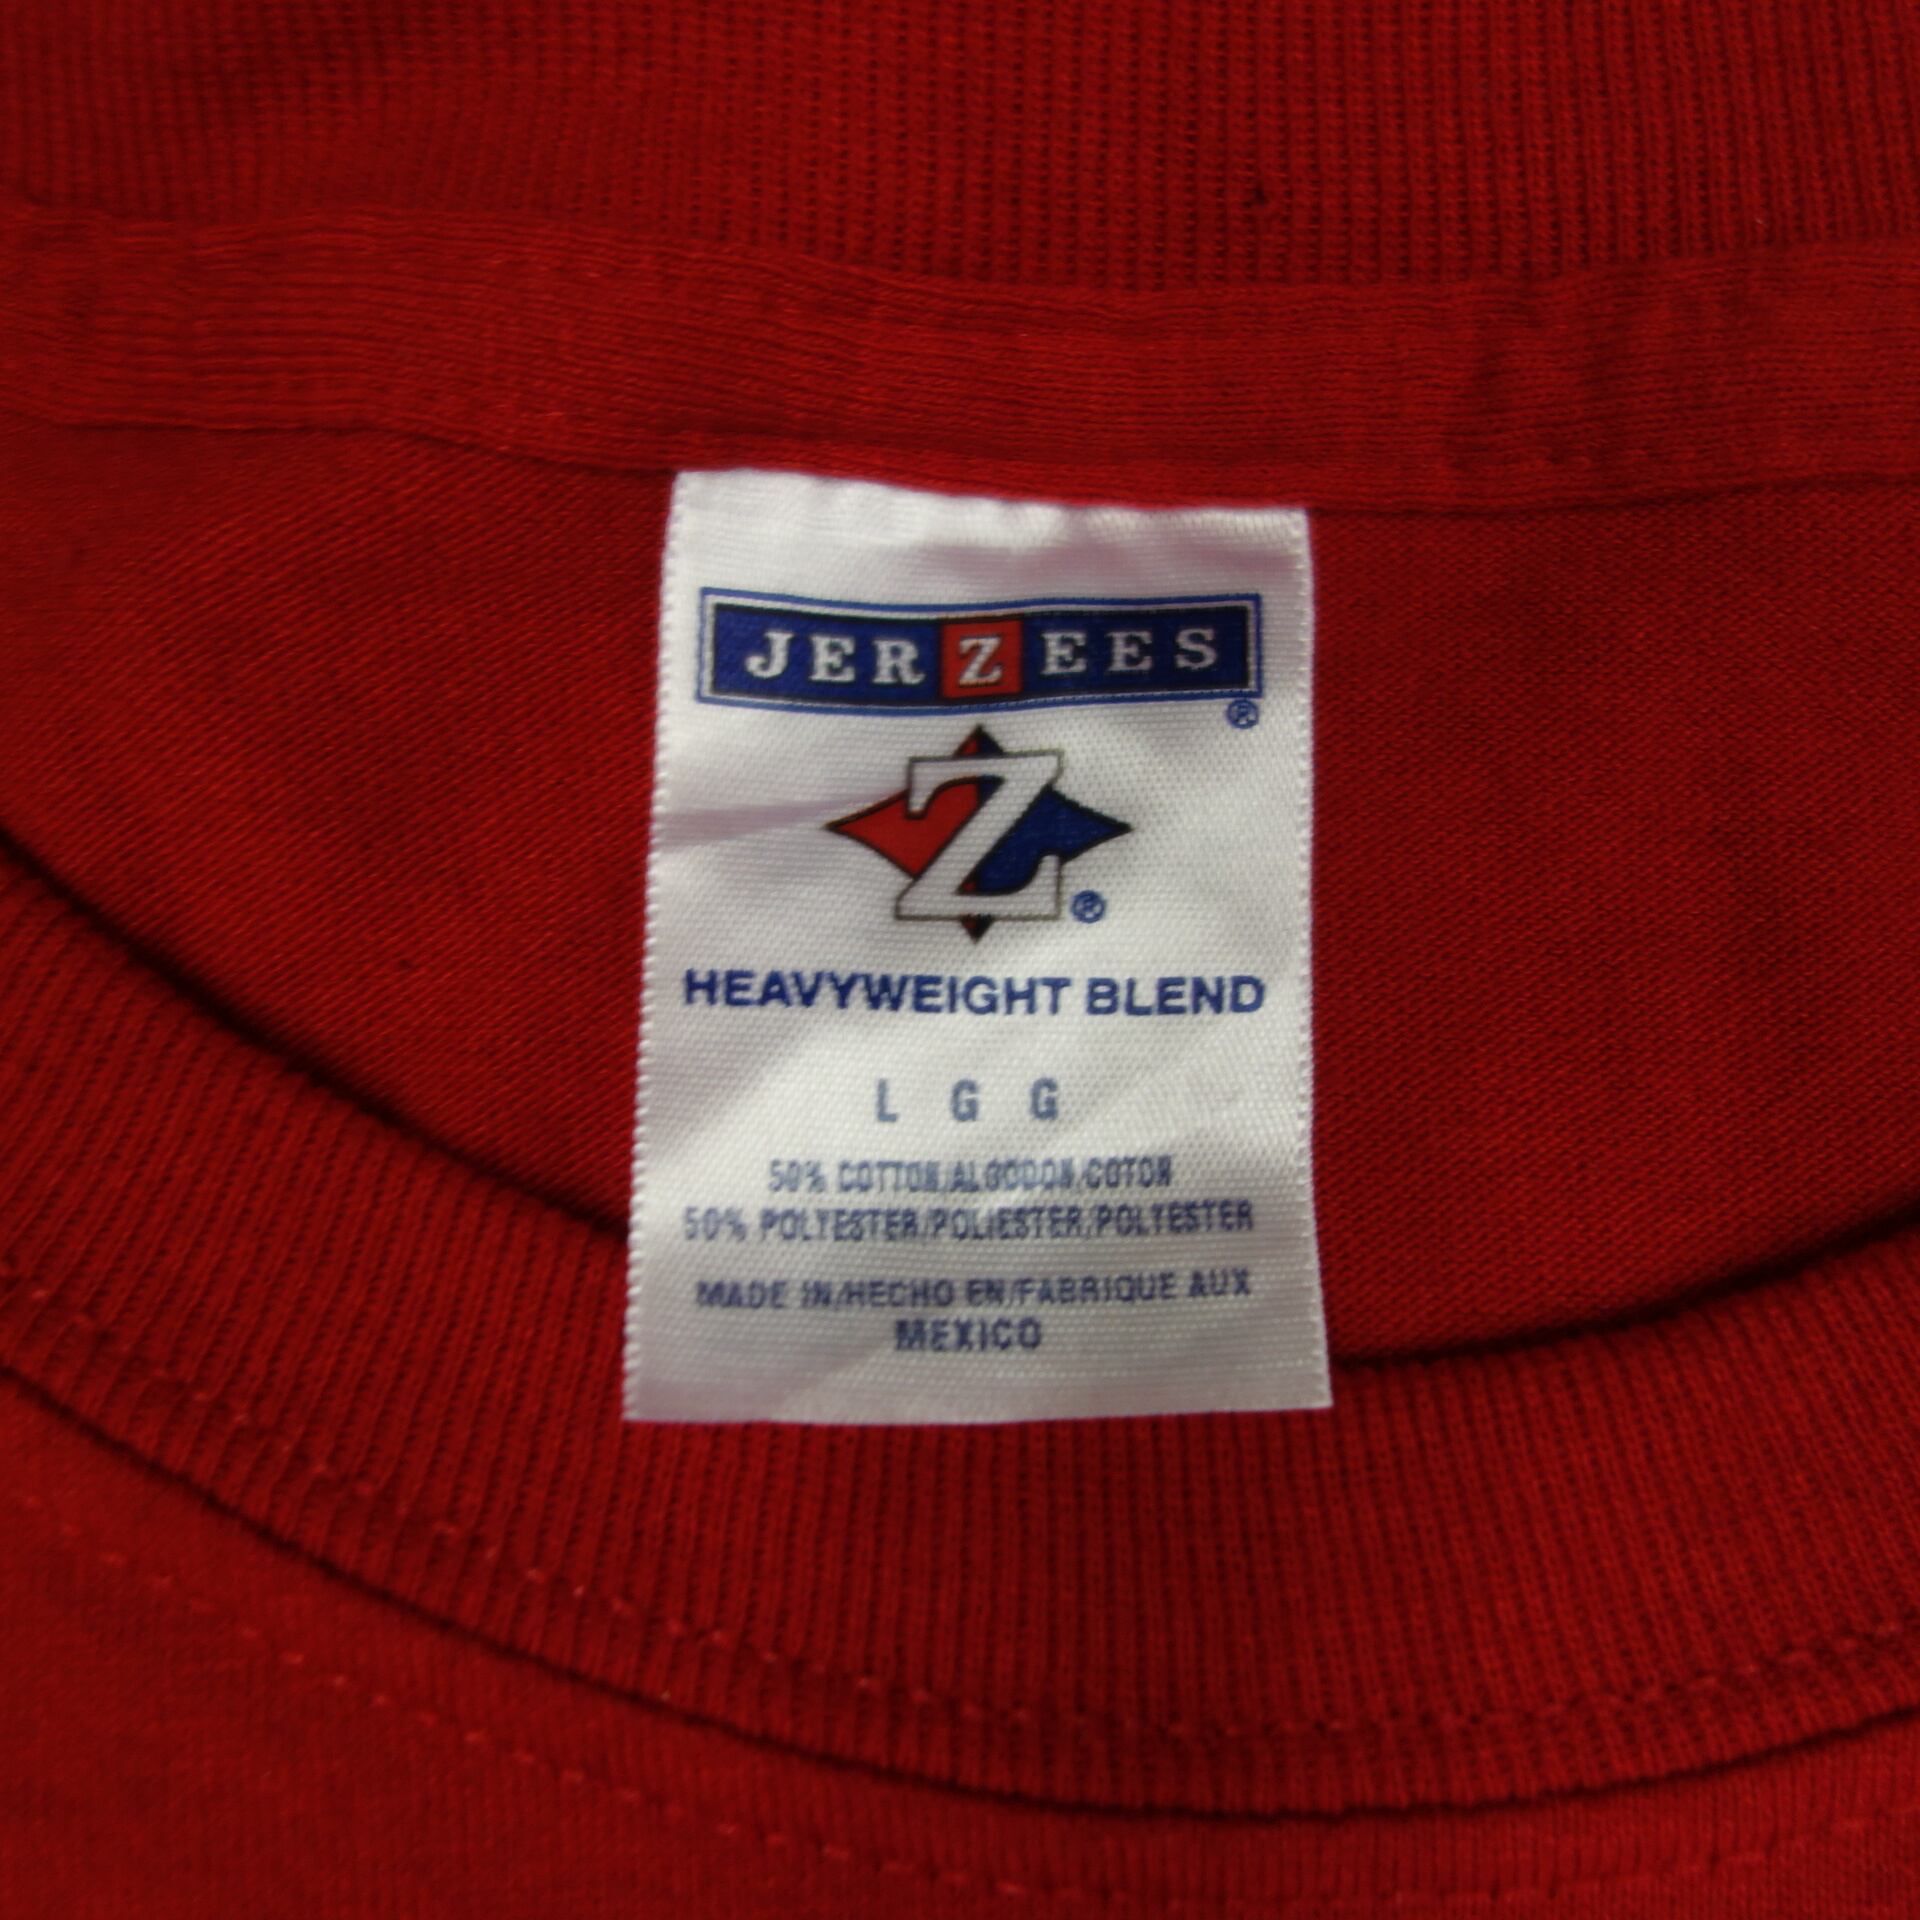 JERZEES
®
Z
®
HEAVYWEIGHT BLEND
L G G
50% COTTON/ALGODON/COTON
50% POLYESTER/POLIESTER/POLYESTER
MADE IN/HECHO EN/FABRIQUE AUX
MEXICO